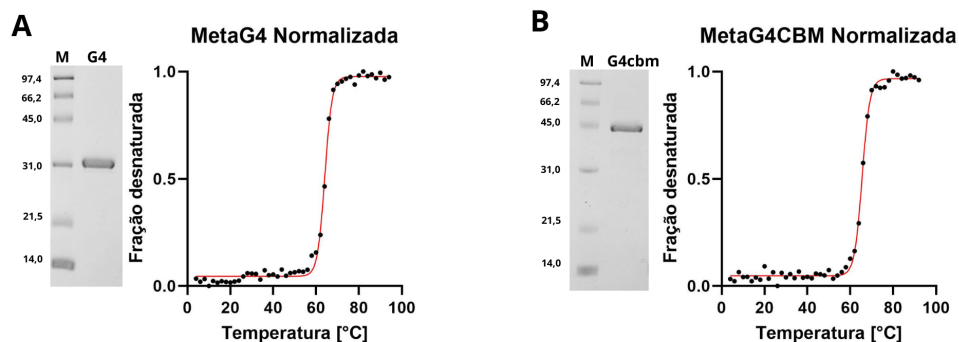 A
MetaG4 Normalizada
M G4
97,4
66,2
45,0
31,0
21,5
14,0
Fração desnaturada
1.0
0.5
0.0
0 20 40 60 80 100
Temperatura [°C]
B
MetaG4CBM Normalizada
M G4cbm
97,4
66,2
45,0
31,0
21,5
14,0
Fração desnaturada
1.0
0.5
0.0
0 20 40 60 80 100
Temperatura [°C]